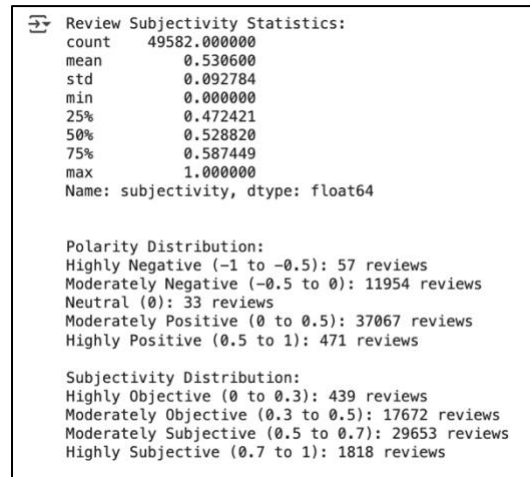 Review Subjectivity Statistics:
count 49582.000000
mean 0.530600
std 0.092784
min 0.000000
25% 0.472421
50% 0.528820
75% 0.587449
max 1.000000
Name: subjectivity, dtype: float64
Polarity Distribution:
Highly Negative (-1 to -0.5): 57 reviews
Moderately Negative (-0.5 to 0): 11954 reviews
Neutral (0): 33 reviews
Moderately Positive (0 to 0.5): 37067 reviews
Highly Positive (0.5 to 1): 471 reviews
Subjectivity Distribution:
Highly Objective (0 to 0.3): 439 reviews
Moderately Objective (0.3 to 0.5): 17672 reviews
Moderately Subjective (0.5 to 0.7): 29653 reviews
Highly Subjective (0.7 to 1): 1818 reviews